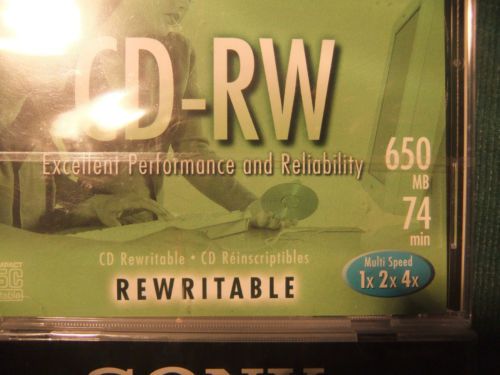 CD-RW
Excellent Performance and Reliability
650
MB
74
min
CD Rewritable • CD Réinscriptibles
REWRITABLE
Multi Speed
1x 2x 4x
SONY